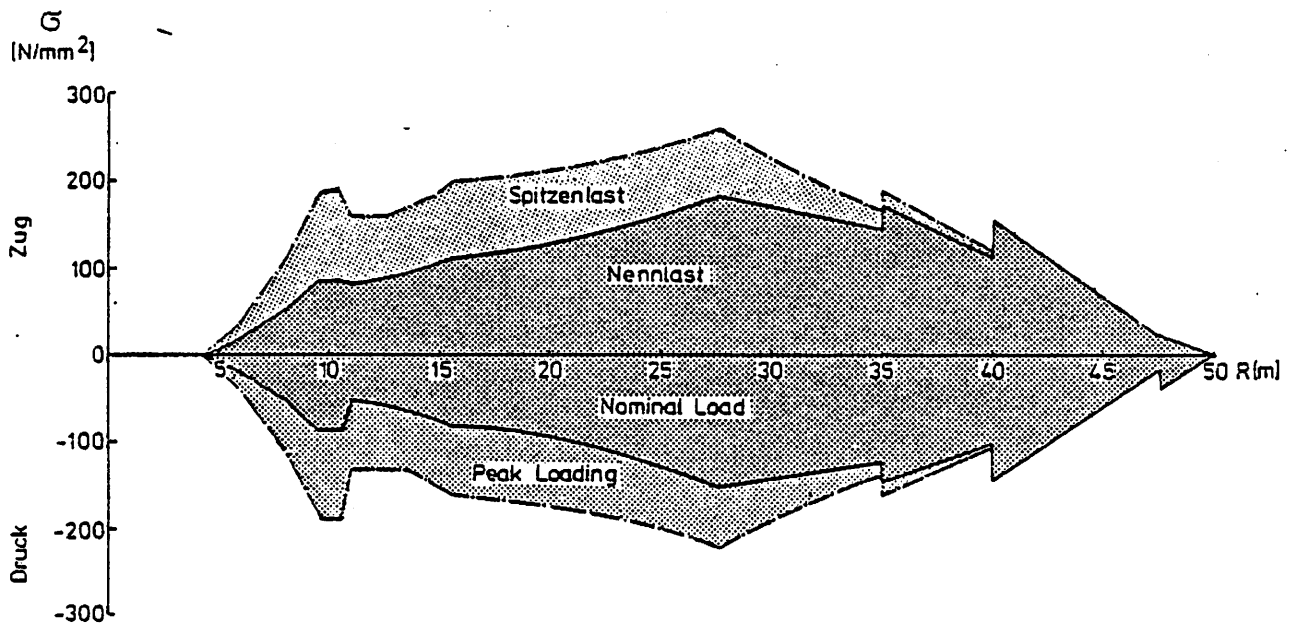 σ
[N/mm²]
300
200
100
0
-100
-200
-300
Zug
Druck
Spitzenlast
Nennlast
5 10 15 20 25 30 35 40 45 50 R[m]
Nominal Load
Peak Loading